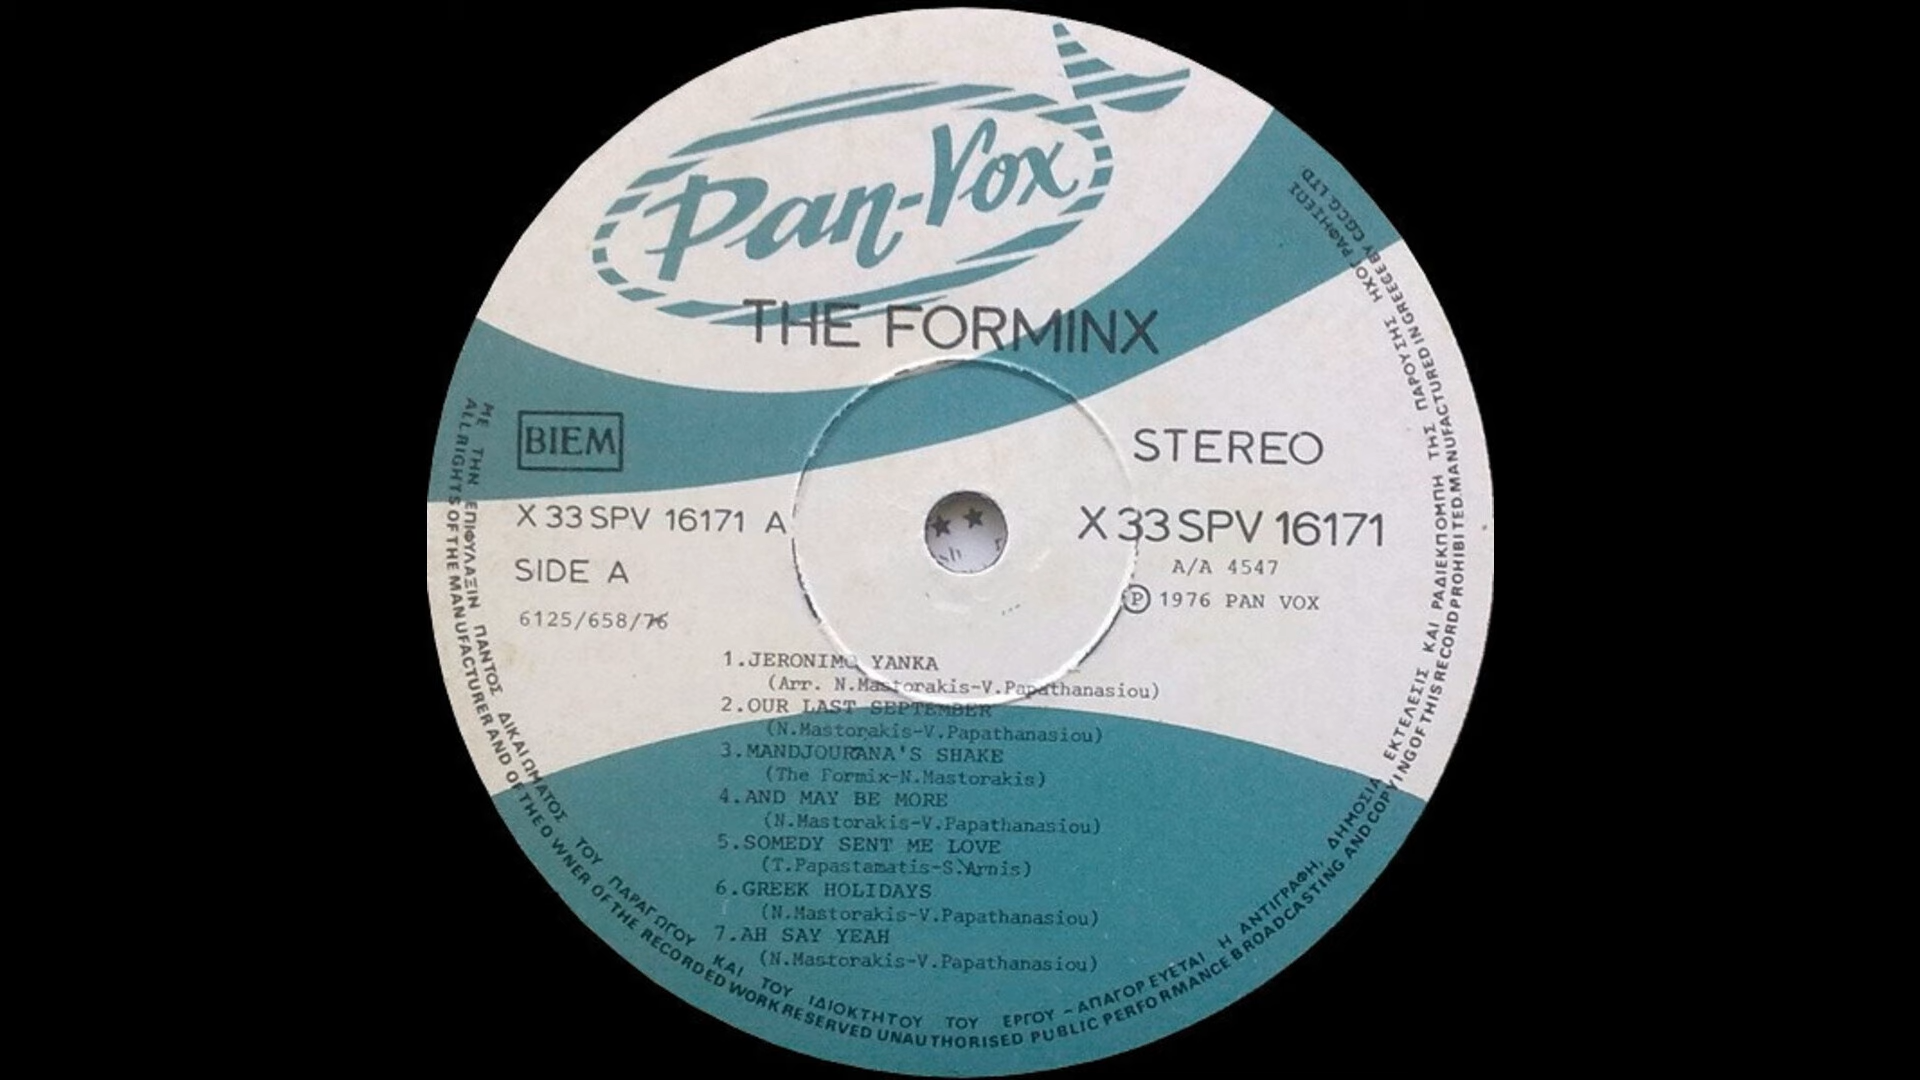 Pan-Vox
THE FORMINX
BIEM
STEREO
X 33 SPV 16171 A
X 33 SPV 16171
SIDE A
A/A 4547
6125/658/76
Ⓟ 1976 PAN VOX
1.JERONIMO YANKA
(Arr. N.Mastorakis-V.Papathanasiou)
2.OUR LAST SEPTEMBER
(N.Mastorakis-V.Papathanasiou)
3.MANDJOURANA'S SHAKE
(The Formix-N.Mastorakis)
4.AND MAY BE MORE
(N.Mastorakis-V.Papathanasiou)
5.SOMEDY SENT ME LOVE
(T.Papastamatis-S.Arnis)
6.GREEK HOLIDAYS
(N.Mastorakis-V.Papathanasiou)
7.AH SAY YEAH
(N.Mastorakis-V.Papathanasiou)
ΜΕ ΤΗΝ ΕΠΙΦΥΛΑΞΙΝ ΠΑΝΤΟΣ ΔΙΚΑΙΩΜΑΤΟΣ ΤΟΥ ΠΑΡΑΓΩΓΟΥ ΚΑΙ ΤΟΥ ΙΔΙΟΚΤΗΤΟΥ ΤΟΥ ΕΡΓΟΥ – ΑΠΑΓΟΡΕΥΕΤΑΙ Η ΑΝΤΙΓΡΑΦΗ, ΔΗΜΟΣΙΑ ΕΚΤΕΛΕΣΙΣ ΚΑΙ ΡΑΔΙΕΚΠΟΜΠΗ ΤΗΣ ΠΑΡΟΥΣΗΣ ΗΧΟΓΡΑΦΗΣΕΩΣ
ALL RIGHTS OF THE MANUFACTURER AND OF THE OWNER OF THE RECORDED WORK RESERVED UNAUTHORISED PUBLIC PERFORMANCE BROADCASTING AND COPYING OF THIS RECORD PROHIBITED. MANUFACTURED IN GREECE BY C.G.C.G. LTD